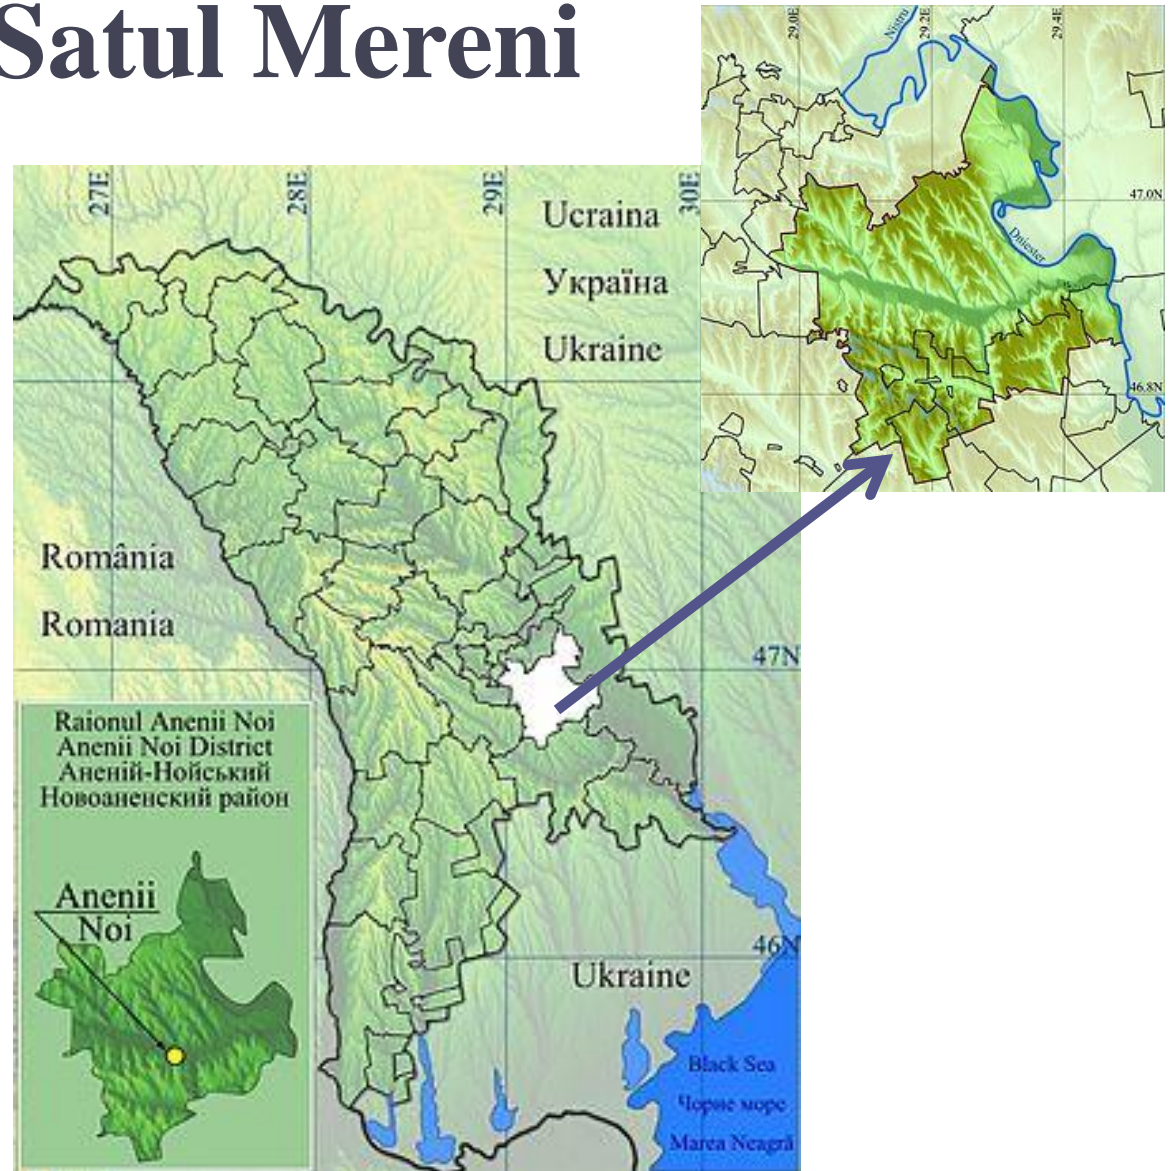 Satul Mereni
29.0E
Nistru
29.2E
29.4E
47.0N
Dniester
46.8N
27E
28E
29E
30E
Ucraina
Україна
Ukraine
România
Romania
47N
Raionul Anenii Noi
Anenii Noi District
Аненій-Нойський
Новоаненский район
Anenii
Noi
46N
Ukraine
Black Sea
Чорне море
Marea Neagră